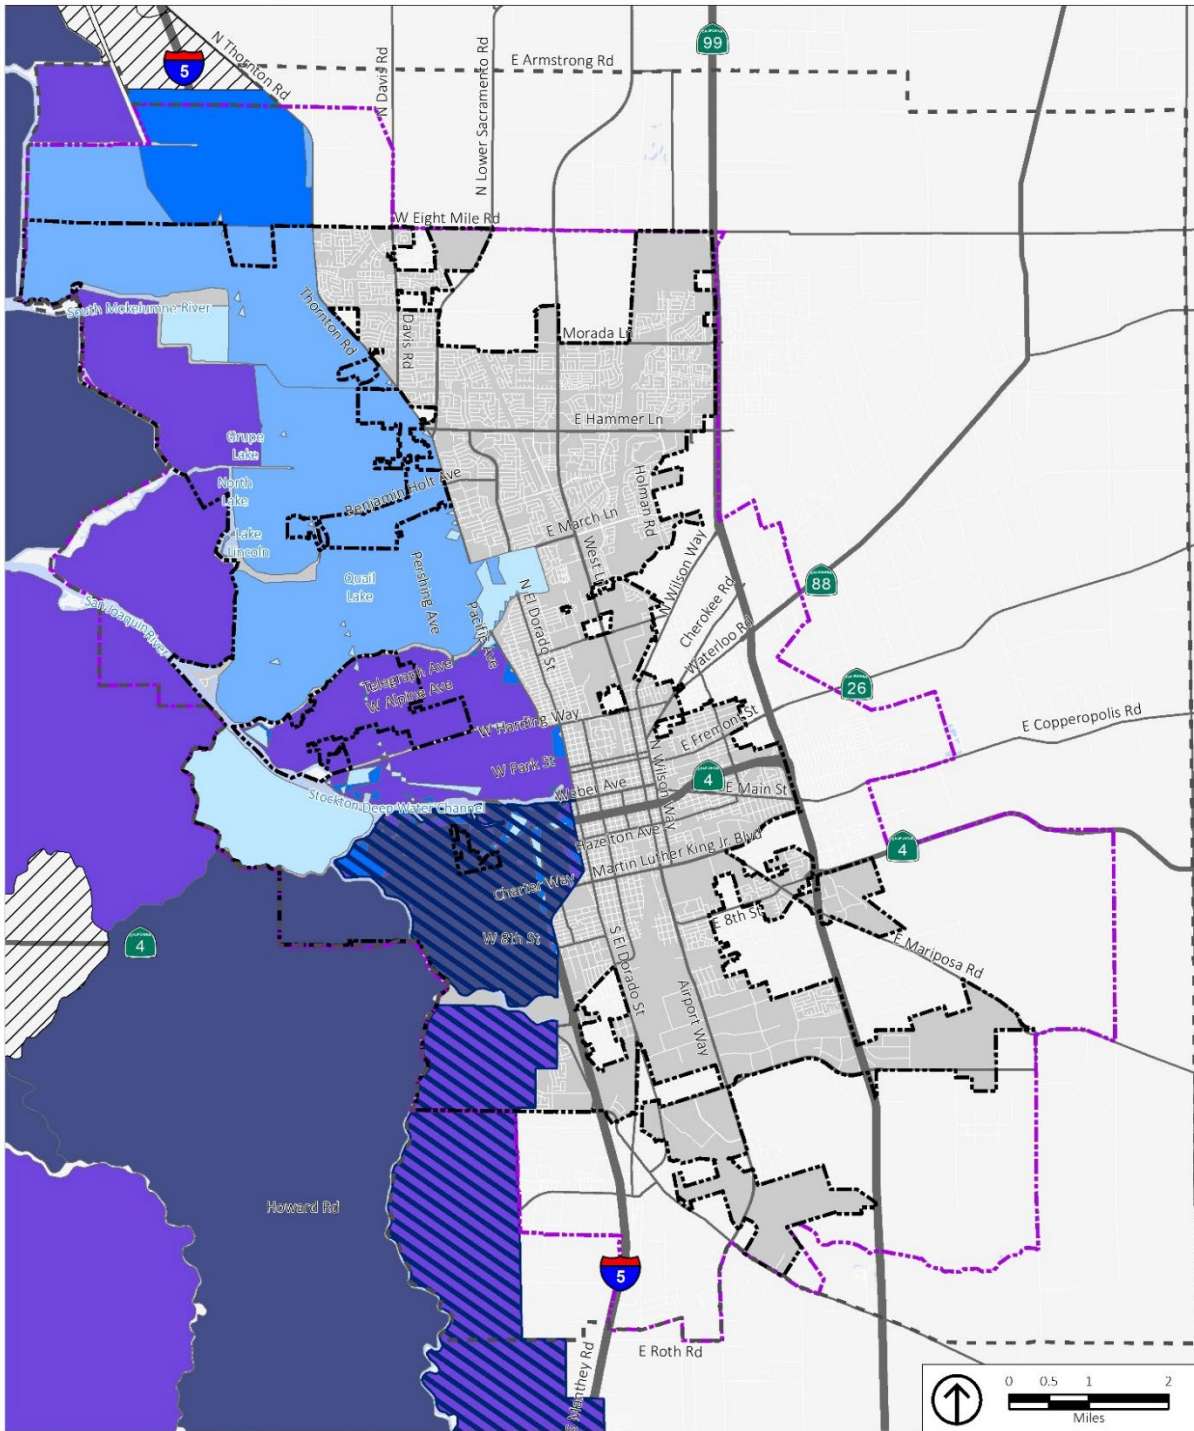 CALIFORNIA
99
E Armstrong Rd
5
N Thornton Rd
N Davis Rd
N Lower Sacramento Rd
W Eight Mile Rd
South Mokelumne River
Thornton Rd
Davis Rd
Morada Ln
E Hammer Ln
Grupe
Lake
North
Lake
Benjamin Holt Ave
Holman Rd
Lake
Lincoln
E March Ln
West Ln
Quail
Lake
Pershing Ave
Pacific Ave
N El Dorado St
N Wilson Way
Cherokee Rd
Waterloo Rd
CALIFORNIA
88
San Joaquin River
Telegraph Ave
W Alpine Ave
CALIFORNIA
26
W Harding Way
E Fremont St
E Copperopolis Rd
W Park St
N Wilson Way
CALIFORNIA
4
Weber Ave
E Main St
Stockton Deep Water Channel
Hazelton Ave
Martin Luther King Jr. Blvd
CALIFORNIA
4
Charter Way
E 8th St
W 8th St
CALIFORNIA
4
E Mariposa Rd
S El Dorado St
Airport Way
Howard Rd
5
E Roth Rd
S Manthey Rd
0 0.5 1 2
Miles